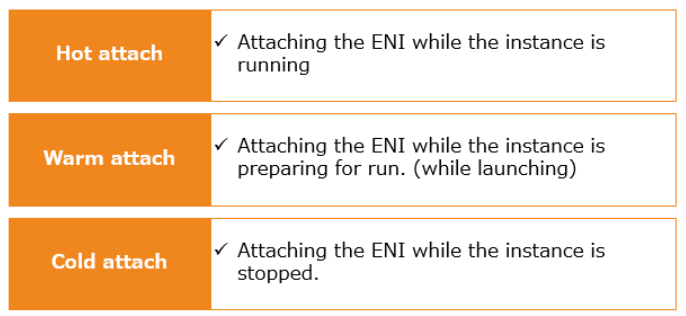 Hot attach
✓ Attaching the ENI while the instance is
running
Warm attach
✓ Attaching the ENI while the instance is
preparing for run. (while launching)
Cold attach
✓ Attaching the ENI while the instance is
stopped.